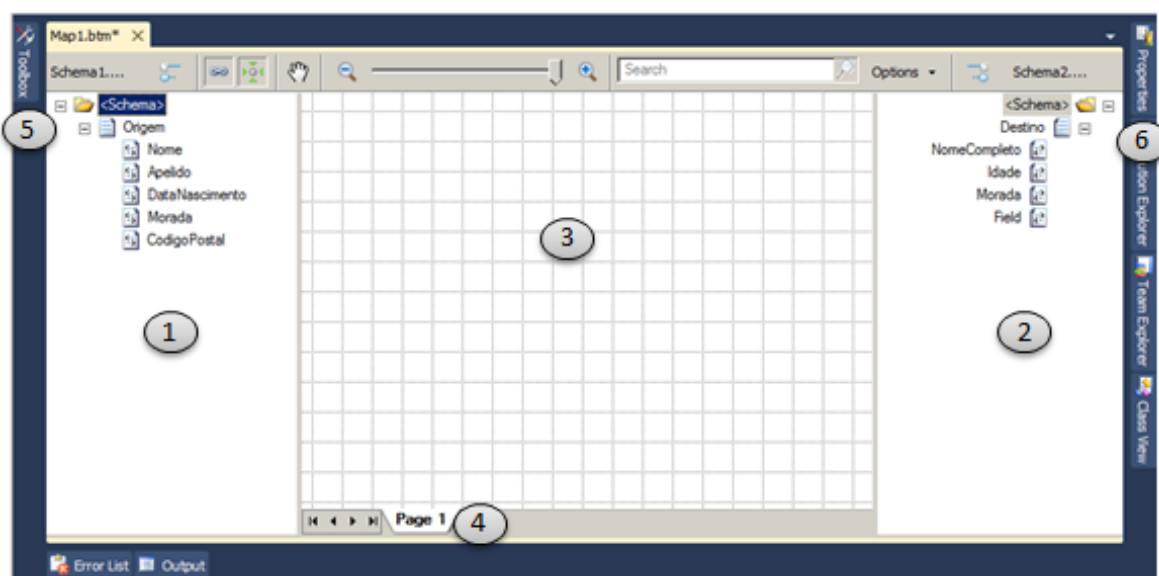 Map1.btm*
Toolbox
Schema1....
Search
Options
Schema2....
Properties
<Schema>
Origem
Nome
Apelido
DataNascimento
Morada
CodigoPostal
<Schema>
Destino
NomeCompleto
Idade
Morada
Field
5
6
3
1
2
Explorer
Team Explorer
Class View
Page 1
4
Error List
Output